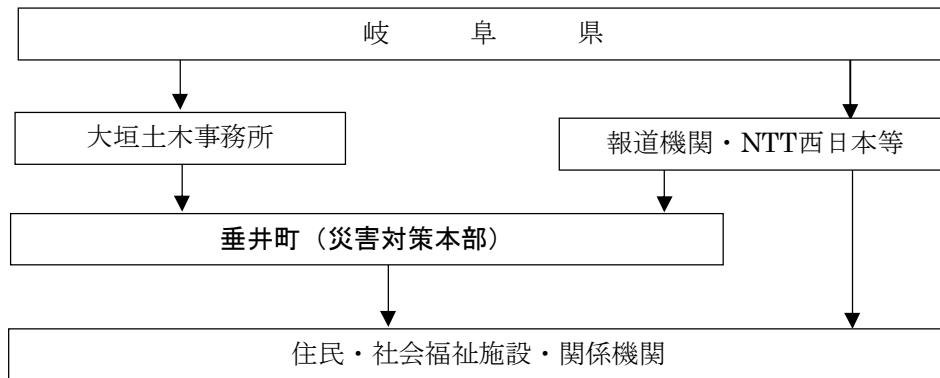 岐阜県
大垣土木事務所
報道機関・NTT西日本等
垂井町（災害対策本部）
住民・社会福祉施設・関係機関